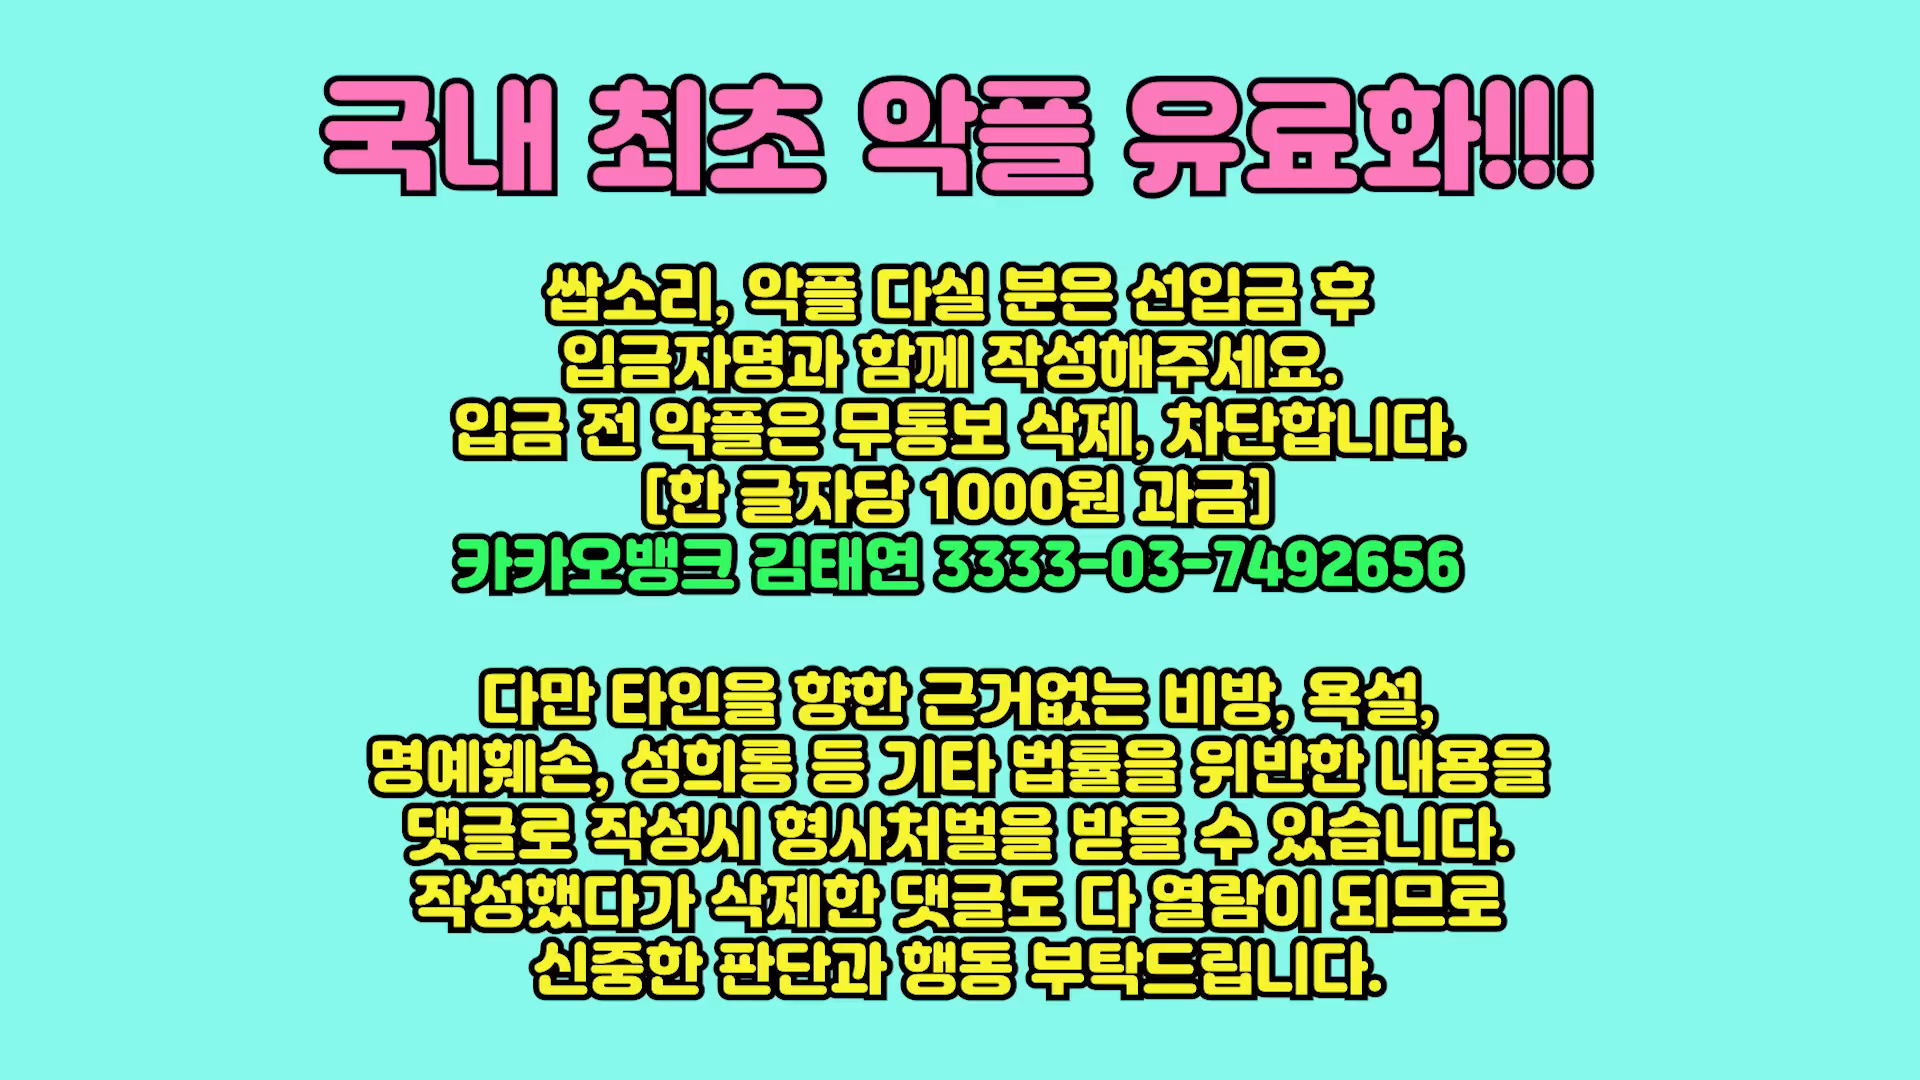 국내 최초 악플 유료화!!!
쌉소리, 악플 다실 분은 선입금 후
입금자명과 함께 작성해주세요.
입금 전 악플은 무통보 삭제, 차단합니다.
[한 글자당 1000원 과금]
카카오뱅크 김태연 3333-03-7492656
다만 타인을 향한 근거없는 비방, 욕설,
명예훼손, 성희롱 등 기타 법률을 위반한 내용을
댓글로 작성시 형사처벌을 받을 수 있습니다.
작성했다가 삭제한 댓글도 다 열람이 되므로
신중한 판단과 행동 부탁드립니다.